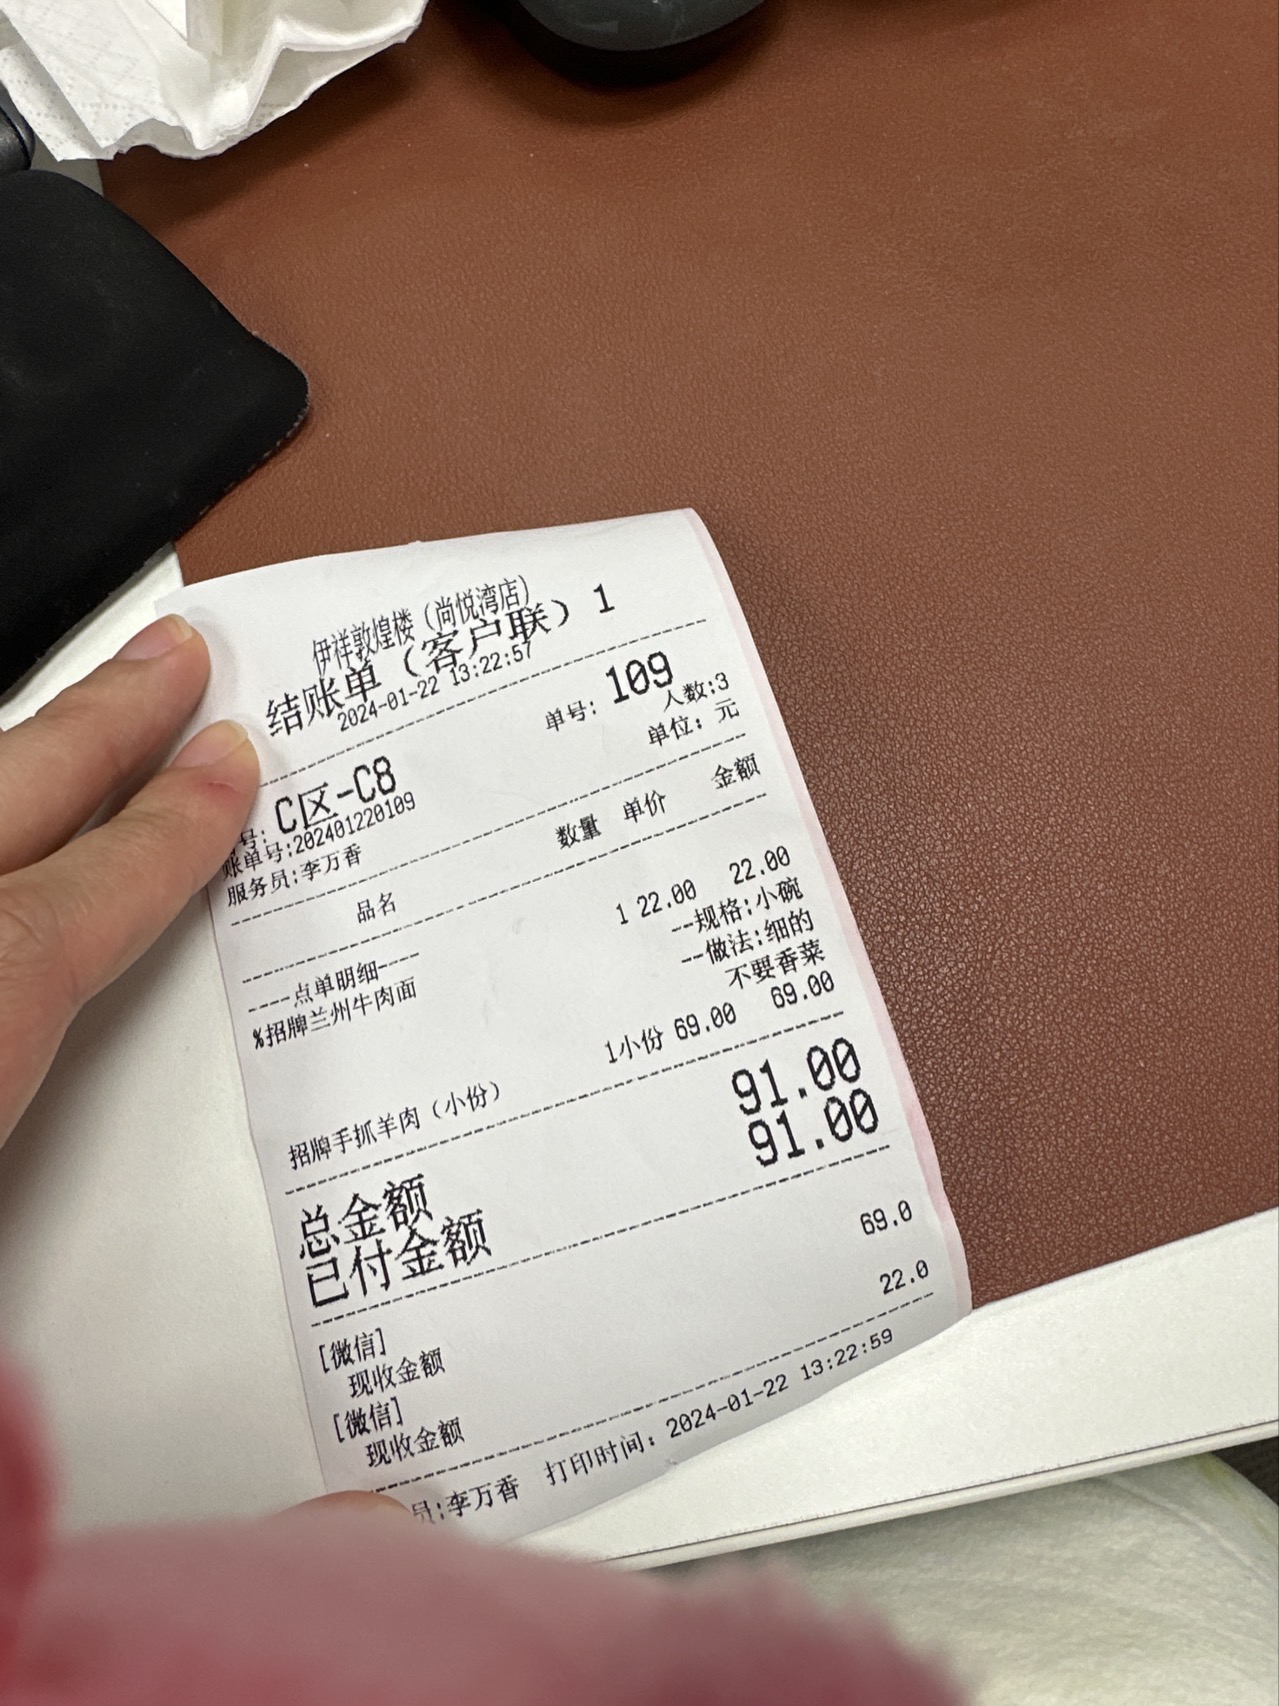 伊祥敦煌楼（尚悦湾店）
结账单（客户联） 1
2024-01-22 13:22:57
单号: 109
号: C区-C8 人数:3
账单号:202401220109 单位: 元
服务员:李万香
品名 数量 单价 金额
----点单明细----
%招牌兰州牛肉面 1 22.00 22.00
--规格:小碗
--做法:细的
不要香菜
招牌手抓羊肉（小份） 1小份 69.00 69.00
总金额 91.00
已付金额 91.00
[微信]
现收金额 69.0
[微信]
现收金额 22.0
员:李万香 打印时间: 2024-01-22 13:22:59